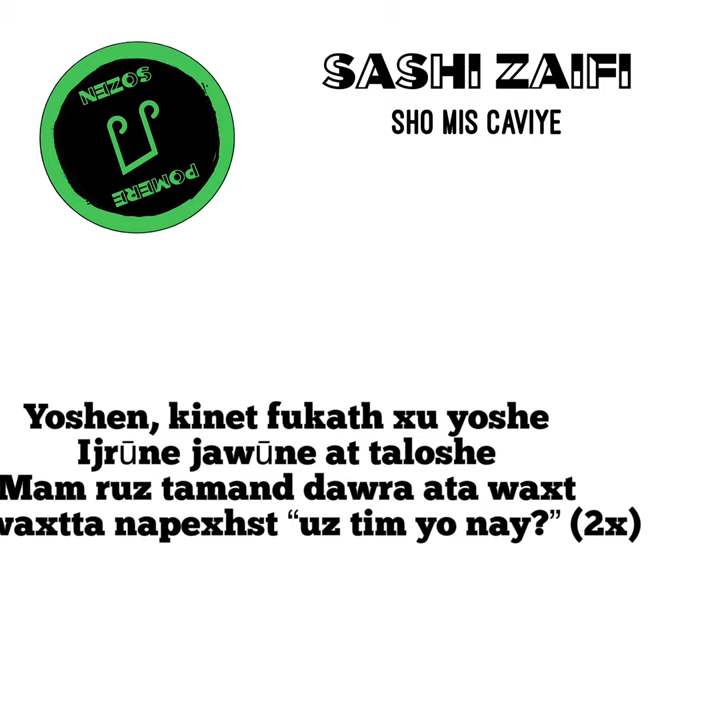 SOZEN
POMERE
SASHI ZAIFI
SHO MIS CAVIYE
Yoshen, kinet fukath xu yoshe
Ijrūne jawūne at taloshe
Mam ruz tamand dawra ata waxt
waxtta napexhst “uz tim yo nay?” (2x)